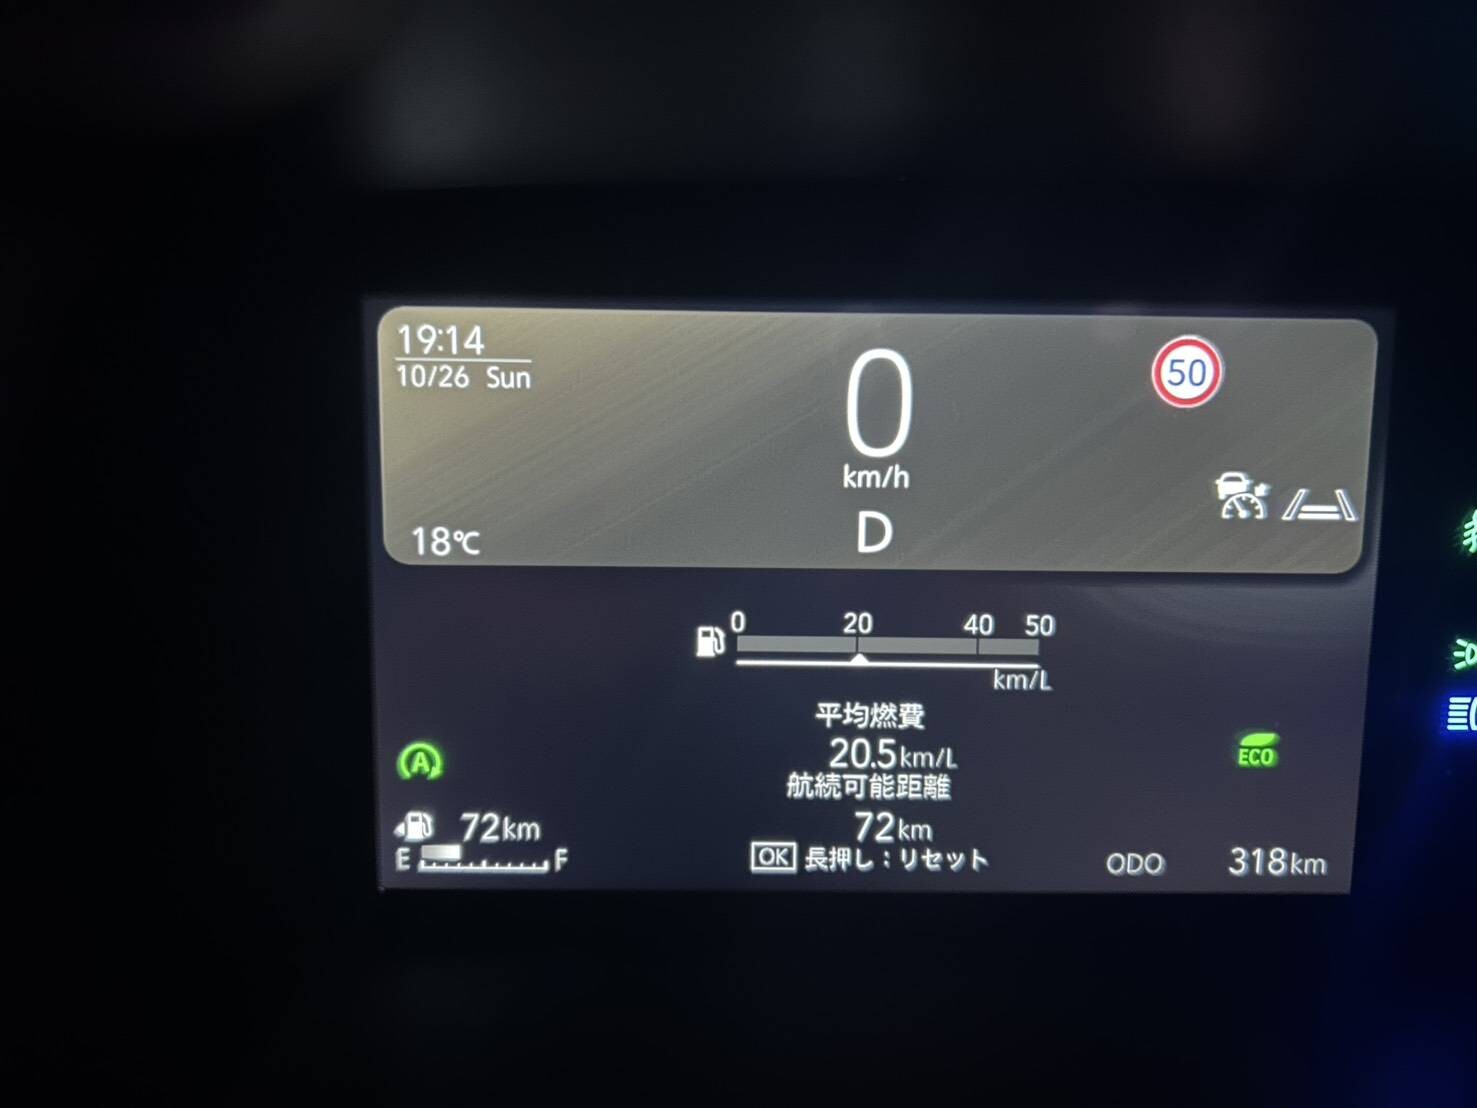 19:14
10/26 Sun
0
km/h
50
18℃
D
0 20 40 50
km/L
平均燃費
20.5km/L
航続可能距離
A
ECO
72km
72km
E F
OK 長押し：リセット
ODO 318km